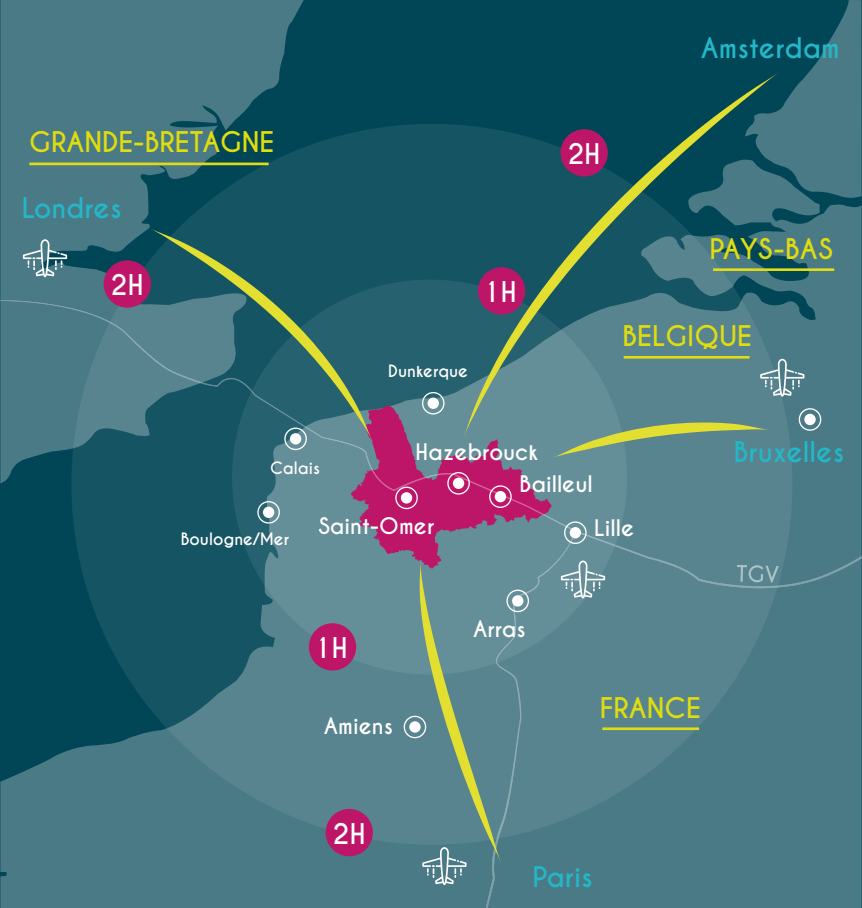 Amsterdam
GRANDE-BRETAGNE
2H
Londres
PAYS-BAS
2H
1H
BELGIQUE
Dunkerque
Hazebrouck
Bruxelles
Calais
Bailleul
Saint-Omer
Lille
Boulogne/Mer
TGV
Arras
1H
FRANCE
Amiens
2H
Paris